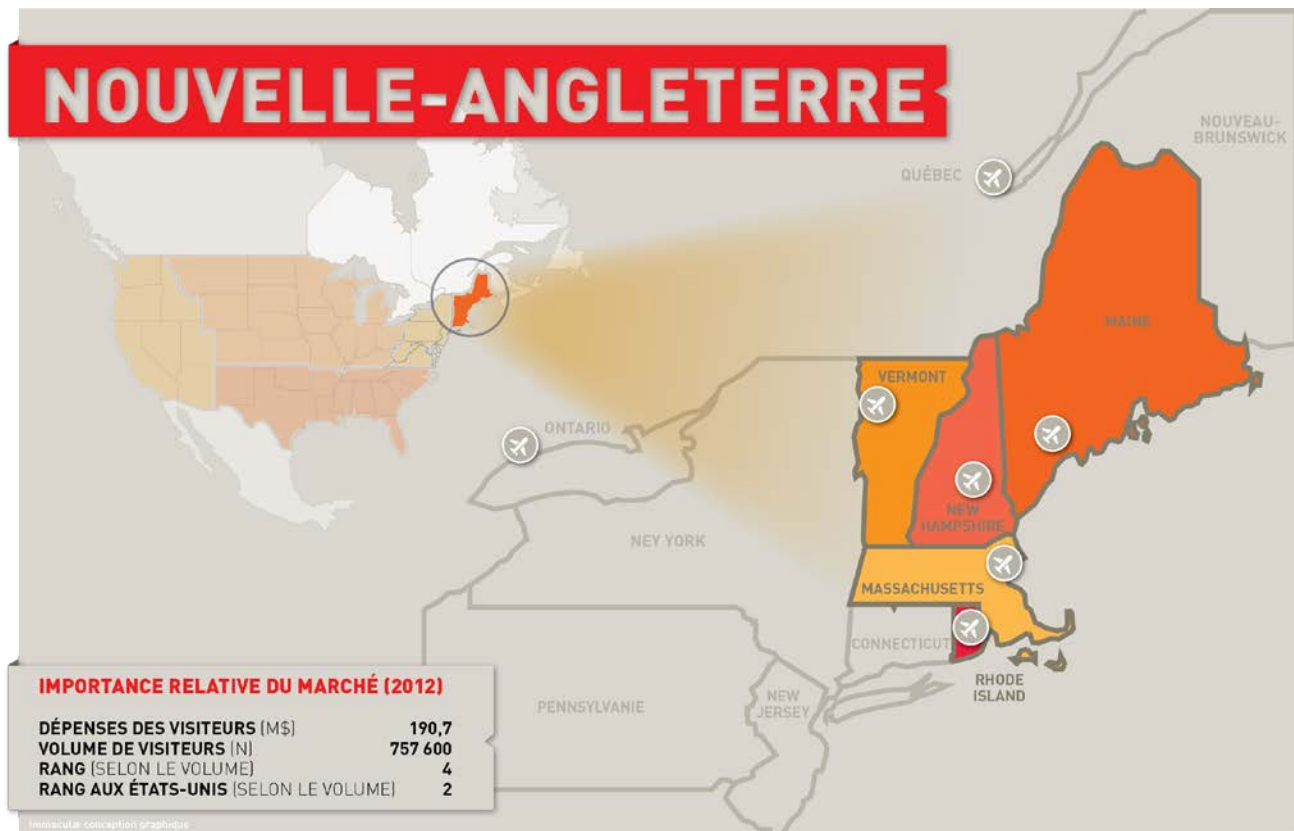 NOUVELLE-ANGLETERRE
NOUVEAU-
BRUNSWICK
QUÉBEC
MAINE
VERMONT
ONTARIO
NEW
HAMPSHIRE
NEY YORK
MASSACHUSETTS
CONNECTICUT
RHODE
ISLAND
PENNSYLVANIE
NEW
JERSEY
IMPORTANCE RELATIVE DU MARCHÉ (2012)
DÉPENSES DES VISITEURS (M$) 190,7
VOLUME DE VISITEURS (N) 757 600
RANG (SELON LE VOLUME) 4
RANG AUX ÉTATS-UNIS (SELON LE VOLUME) 2
immaculæ conception graphique